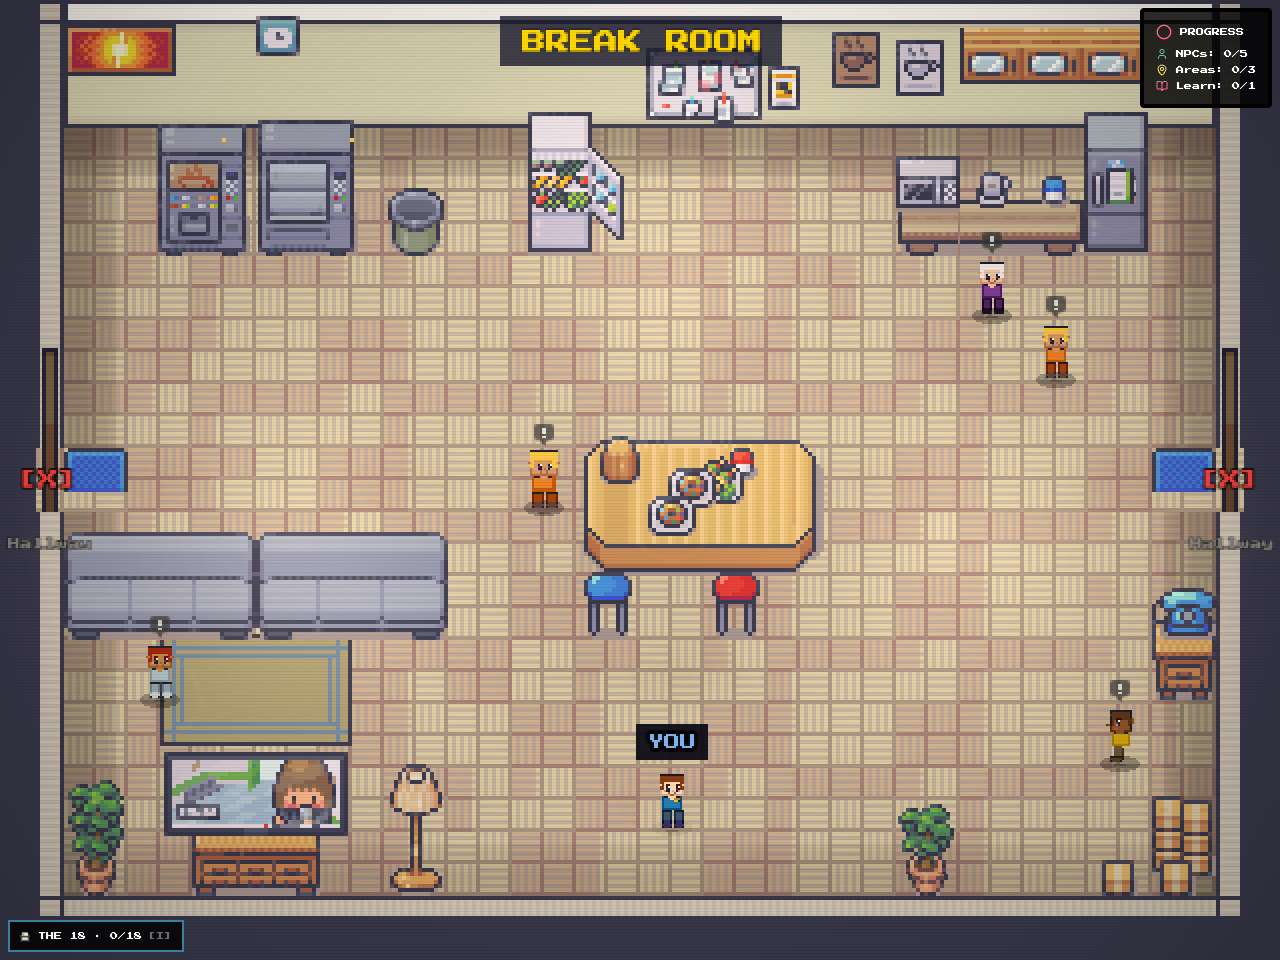 BREAK ROOM
PROGRESS
NPCs: 0/5
Areas: 0/3
Learn: 0/1
!
!
!
[X]
[X]
Hallway
Hallway
!
!
YOU
THE 18 · 0/18 [I]